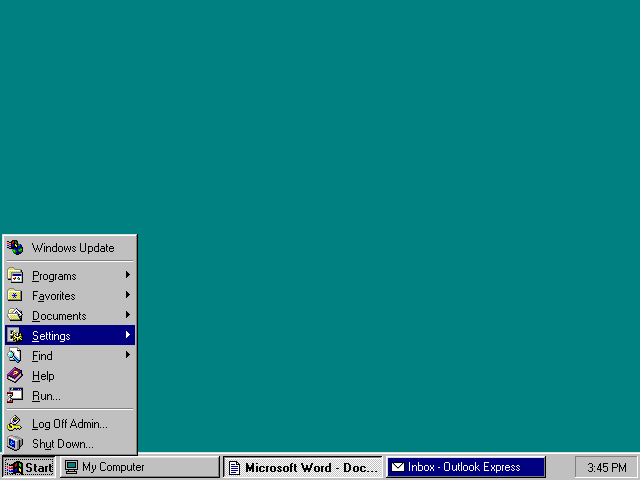 Windows Update
Programs
Favorites
Documents
Settings
Find
Help
Run...
Log Off Admin...
Shut Down...
Start
My Computer
Microsoft Word - Doc...
Inbox - Outlook Express
3:45 PM